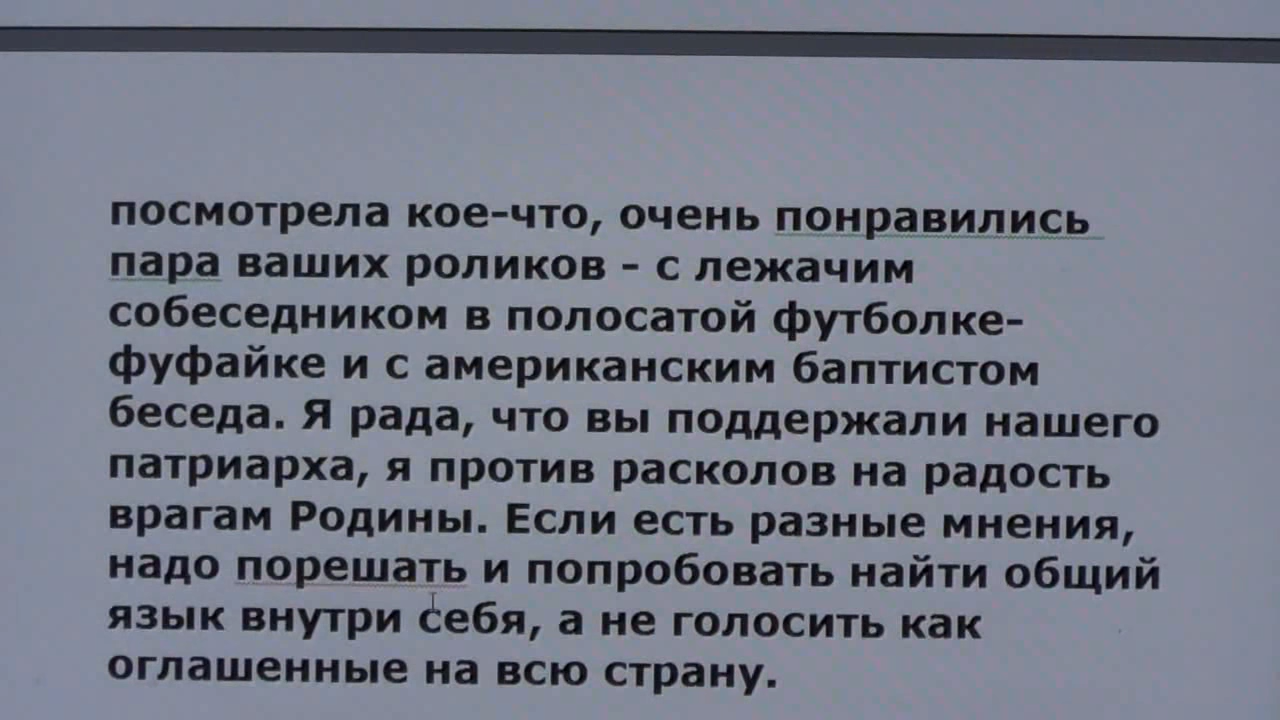 посмотрела кое-что, очень понравились
пара ваших роликов - с лежачим
собеседником в полосатой футболке-
фуфайке и с американским баптистом
беседа. Я рада, что вы поддержали нашего
патриарха, я против расколов на радость
врагам Родины. Если есть разные мнения,
надо порешать и попробовать найти общий
язык внутри себя, а не голосить как
оглашенные на всю страну.